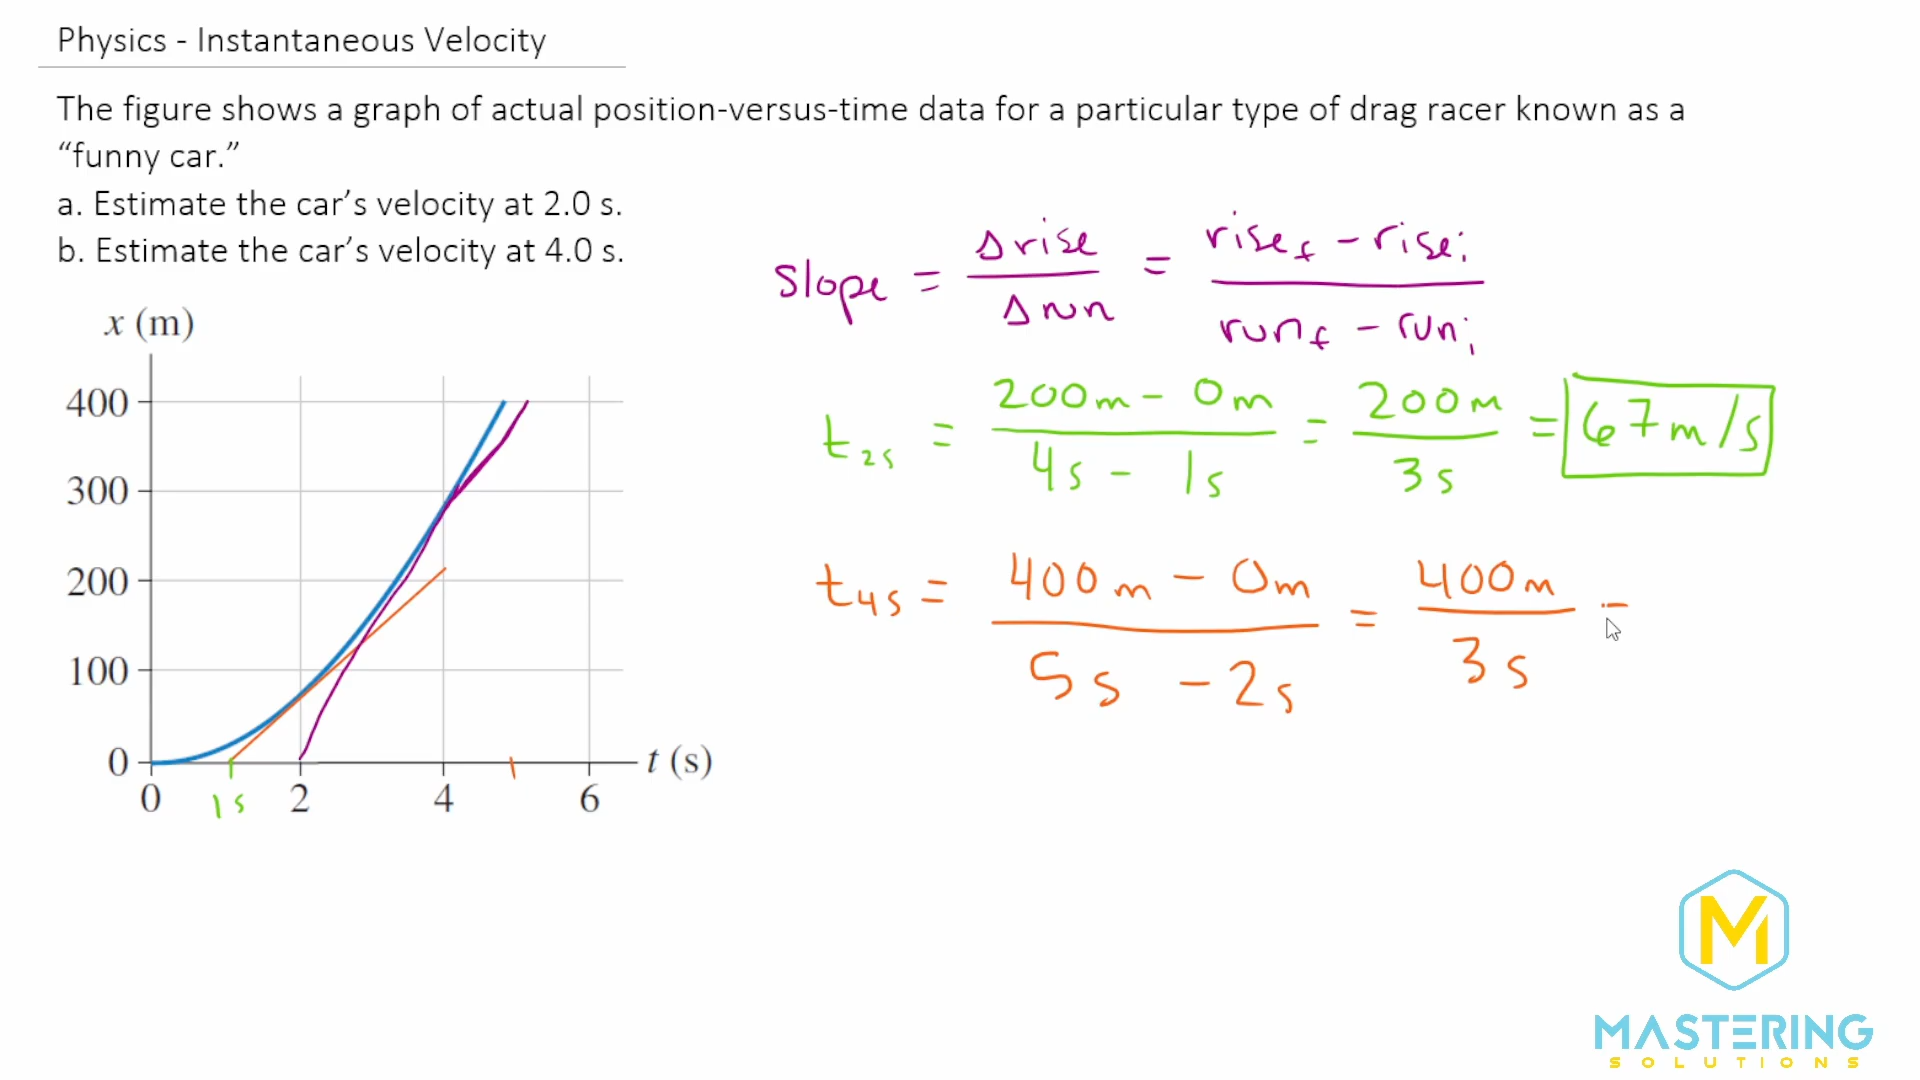 Physics - Instantaneous Velocity
The figure shows a graph of actual position-versus-time data for a particular type of drag racer known as a
“funny car.”
a. Estimate the car’s velocity at 2.0 s.
b. Estimate the car’s velocity at 4.0 s.
slope = Δrise / Δrun = rise_f - rise_i / run_f - run_i
t_2s = 200m - 0m / 4s - 1s = 200m / 3s = 67m/s
t_4s = 400m - 0m / 5s - 2s = 400m / 3s =
x (m)
400
300
200
100
0
t (s)
0 1s 2 4 6
M
MASTERING
SOLUTIONS